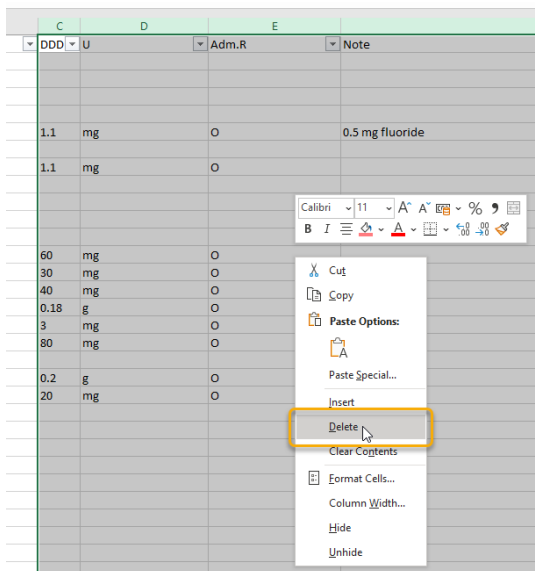 C D E
DDD U Adm.R Note
1.1 mg O 0.5 mg fluoride
1.1 mg O
Calibri 11 A A %
B I A
60 mg O
30 mg O
40 mg O
0.18 g O
3 mg O
80 mg O
0.2 g O
20 mg O
Cut
Copy
Paste Options:
Paste Special...
Insert
Delete
Clear Contents
Format Cells...
Column Width...
Hide
Unhide